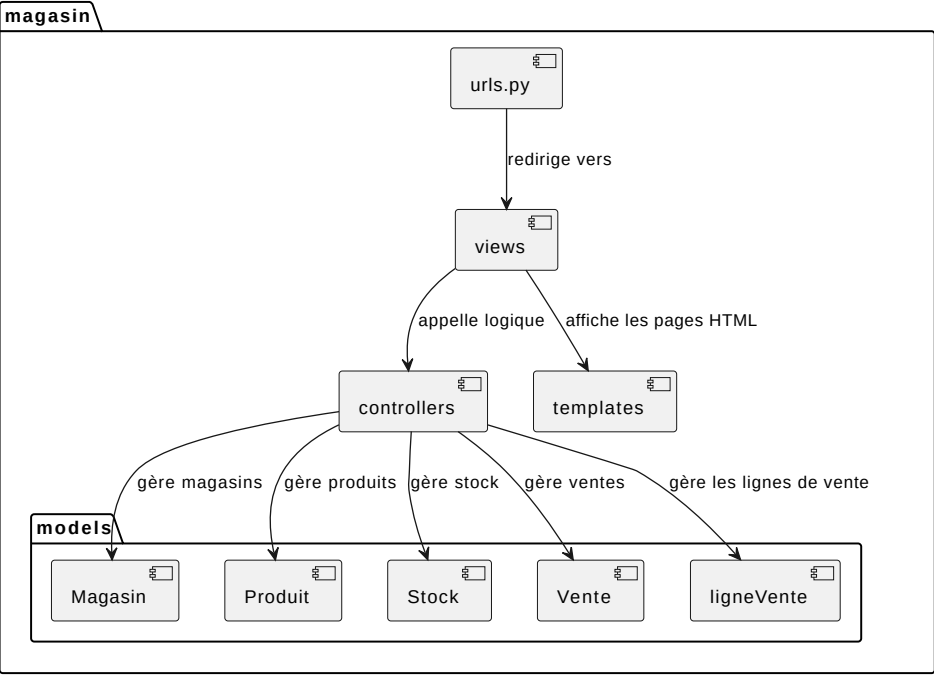 magasin
urls.py
redirige vers
views
appelle logique
affiche les pages HTML
controllers
templates
gère magasins
gère produits
gère stock
gère ventes
gère les lignes de vente
models
Magasin
Produit
Stock
Vente
ligneVente